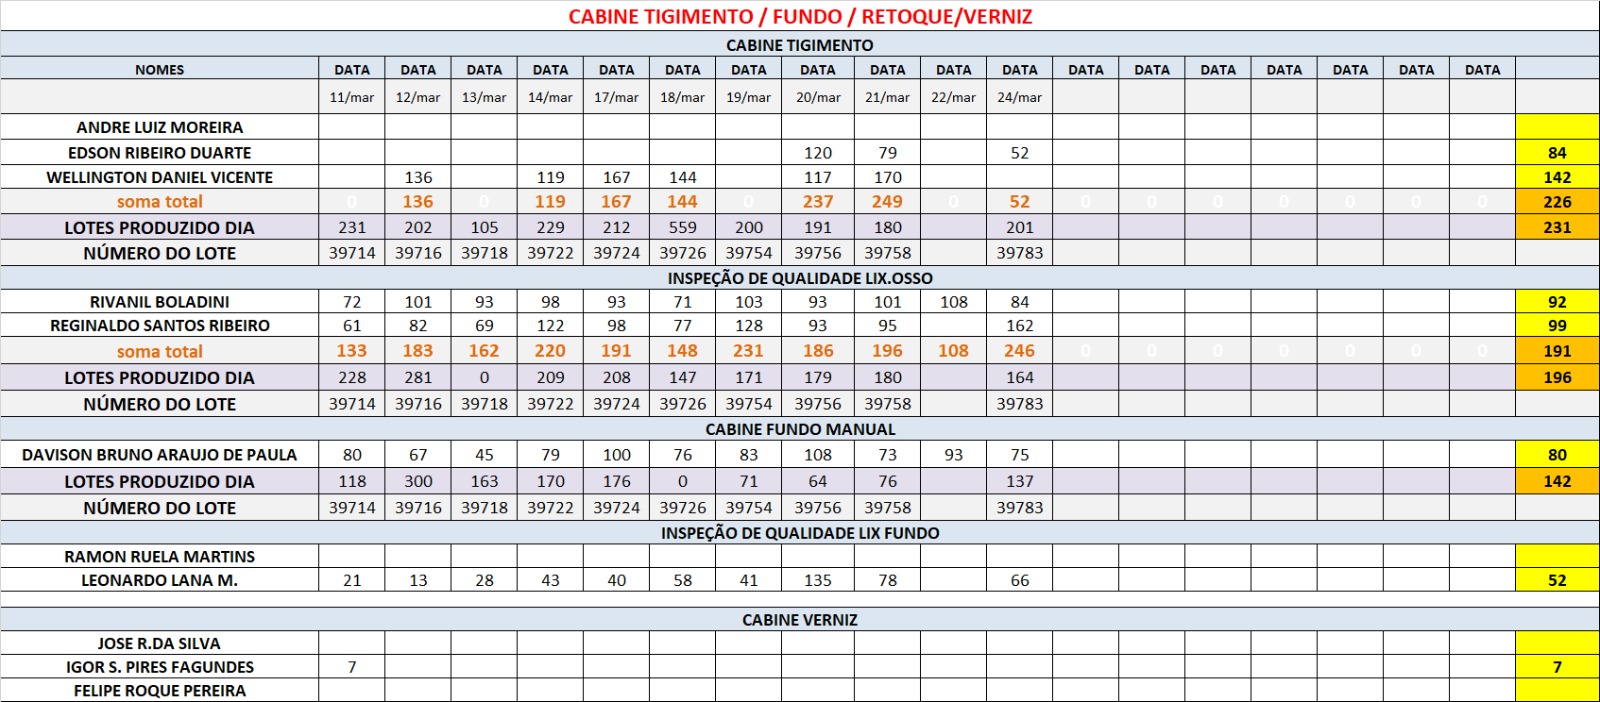 CABINE TIGIMENTO / FUNDO / RETOQUE/VERNIZ
CABINE TIGIMENTO
NOMES DATA DATA DATA DATA DATA DATA DATA DATA DATA DATA DATA DATA DATA DATA DATA DATA DATA DATA
11/mar 12/mar 13/mar 14/mar 17/mar 18/mar 19/mar 20/mar 21/mar 22/mar 24/mar
ANDRE LUIZ MOREIRA
EDSON RIBEIRO DUARTE 120 79 52 84
WELLINGTON DANIEL VICENTE 136 119 167 144 117 170 142
soma total 0 136 0 119 167 144 0 237 249 0 52 0 0 0 0 0 0 0 226
LOTES PRODUZIDO DIA 231 202 105 229 212 559 200 191 180 201 231
NÚMERO DO LOTE 39714 39716 39718 39722 39724 39726 39754 39756 39758 39783
INSPEÇÃO DE QUALIDADE LIX.OSSO
RIVANIL BOLADINI 72 101 93 98 93 71 103 93 101 108 84 92
REGINALDO SANTOS RIBEIRO 61 82 69 122 98 77 128 93 95 162 99
soma total 133 183 162 220 191 148 231 186 196 108 246 0 0 0 0 0 0 0 191
LOTES PRODUZIDO DIA 228 281 0 209 208 147 171 179 180 164 196
NÚMERO DO LOTE 39714 39716 39718 39722 39724 39726 39754 39756 39758 39783
CABINE FUNDO MANUAL
DAVISON BRUNO ARAUJO DE PAULA 80 67 45 79 100 76 83 108 73 93 75 80
LOTES PRODUZIDO DIA 118 300 163 170 176 0 71 64 76 137 142
NÚMERO DO LOTE 39714 39716 39718 39722 39724 39726 39754 39756 39758 39783
INSPEÇÃO DE QUALIDADE LIX FUNDO
RAMON RUELA MARTINS
LEONARDO LANA M. 21 13 28 43 40 58 41 135 78 66 52
CABINE VERNIZ
JOSE R.DA SILVA
IGOR S. PIRES FAGUNDES 7 7
FELIPE ROQUE PEREIRA